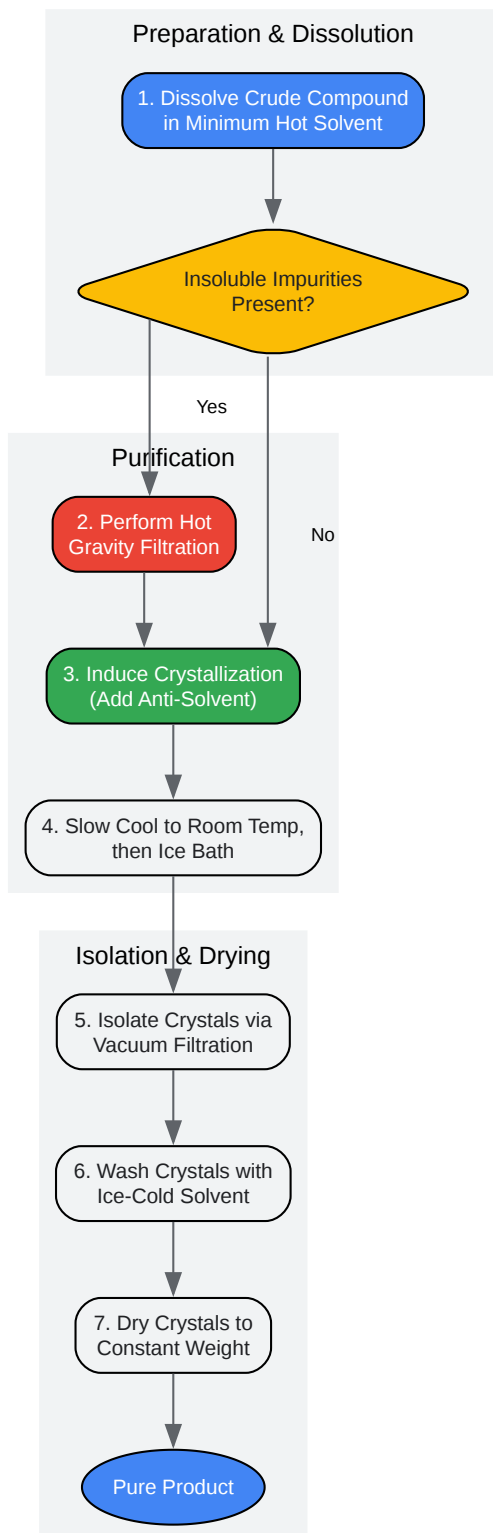 Preparation & Dissolution
1. Dissolve Crude Compound
in Minimum Hot Solvent
Insoluble Impurities
Present?
Yes
Purification
2. Perform Hot
Gravity Filtration
No
3. Induce Crystallization
(Add Anti-Solvent)
4. Slow Cool to Room Temp,
then Ice Bath
Isolation & Drying
5. Isolate Crystals via
Vacuum Filtration
6. Wash Crystals with
Ice-Cold Solvent
7. Dry Crystals to
Constant Weight
Pure Product